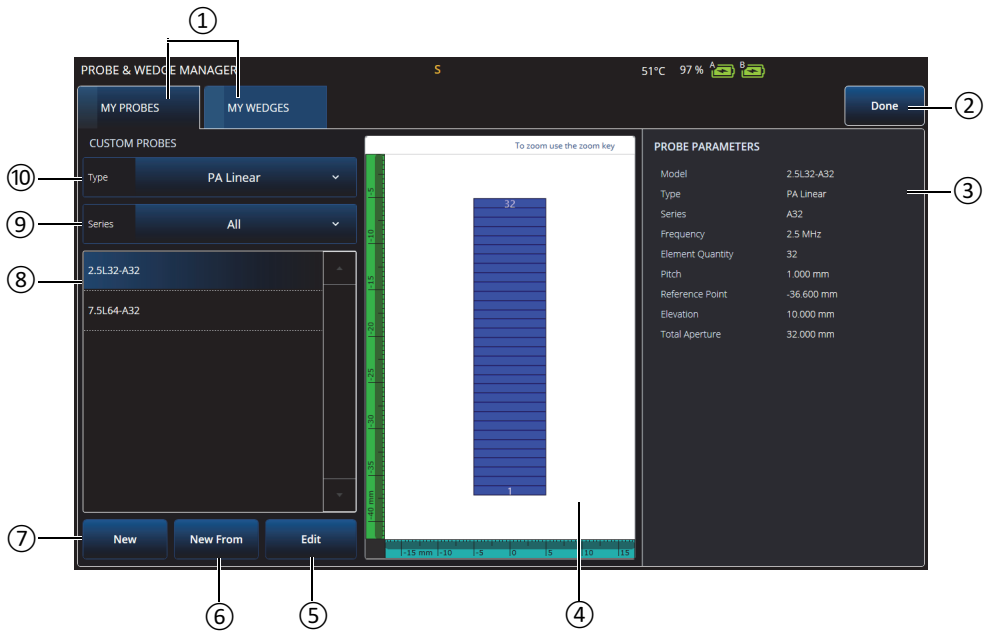 ①
PROBE & WEDGE MANAGER S 51°C 97 % A B
MY PROBES MY WEDGES Done ②
CUSTOM PROBES
⑩ Type PA Linear
⑨ Series All
⑧ 2.5L32-A32
7.5L64-A32
⑦ New New From Edit
⑥ ⑤
To zoom use the zoom key
32
1
-5
-10
-15
-20
-25
-30
-35
-40 mm
-15 mm -10 -5 0 5 10 15
④
PROBE PARAMETERS
Model 2.5L32-A32 ③
Type PA Linear
Series A32
Frequency 2.5 MHz
Element Quantity 32
Pitch 1.000 mm
Reference Point -36.600 mm
Elevation 10.000 mm
Total Aperture 32.000 mm